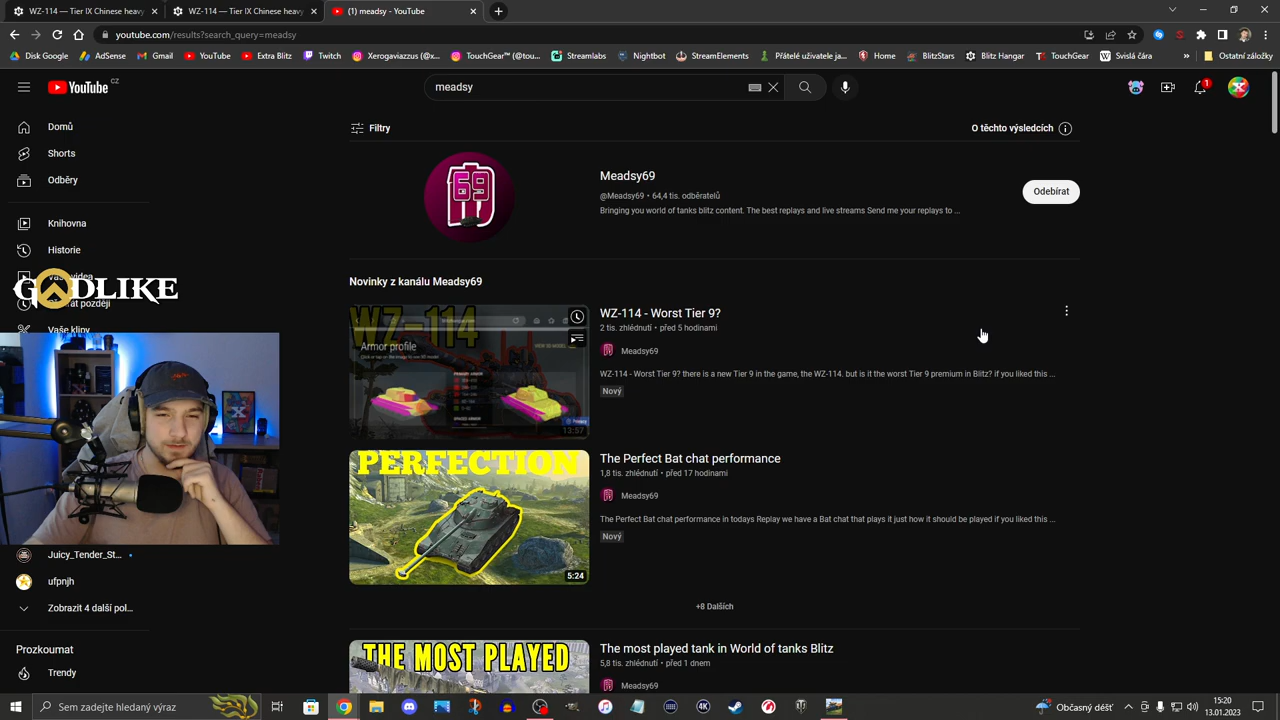 WZ-114 — Tier IX Chinese heavy
WZ-114 — Tier IX Chinese heavy
(1) meadsy - YouTube
youtube.com/results?search_query=meadsy
Disk Google
AdSense
Gmail
YouTube
BlitzEU
Twitch
Xerogaviazzus (@x...
TouchGear™ (@tou...
Streamlabs
Nightbot
StreamElements
Přátelé uživatele ja...
Home
BlitzStars
Blitz Hangar
TouchGear
Svislá čára
Ostatní záložky
YouTube CZ
meadsy
1
Domů
Shorts
Odběry
Knihovna
Historie
Vaše videa
GODLIKE
Vaše klipy
Juicy_Tender_St...
ufpnjh
Zobrazit 4 další pol...
Prozkoumat
Trendy
Filtry
O těchto výsledcích
69
Meadsy69
@Meadsy69 • 64,4 tis. odběratelů
Bringing you world of tanks blitz content. The best replays and live streams Send me your replays to ...
Odebírat
Novinky z kanálu Meadsy69
WZ-114
Armor profile
13:57
WZ-114 - Worst Tier 9?
2 tis. zhlédnutí • před 5 hodinami
Meadsy69
WZ-114 - Worst Tier 9? there is a new Tier 9 in the game, the WZ-114. but is it the worst Tier 9 premium in Blitz? if you liked this ...
Nový
PERFECTION
5:24
The Perfect Bat chat performance
1,8 tis. zhlédnutí • před 17 hodinami
Meadsy69
The Perfect Bat chat performance in todays Replay we have a Bat chat that plays it just how it should be played if you liked this ...
Nový
+8 Dalších
THE MOST PLAYED
The most played tank in World of tanks Blitz
5,8 tis. zhlédnutí • před 1 dnem
Meadsy69
Sem zadejte hledaný výraz
4K
Občasný déšť
15:20
13.01.2023